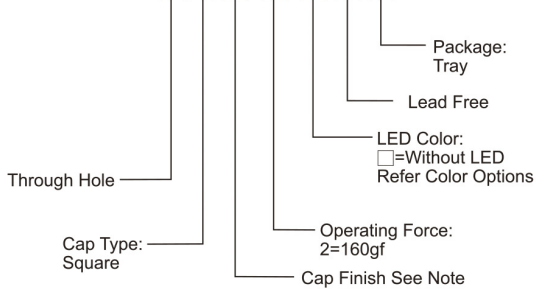 Package:
Tray
Lead Free
LED Color:
□=Without LED
Refer Color Options
Through Hole
Operating Force:
2=160gf
Cap Type:
Square
Cap Finish See Note